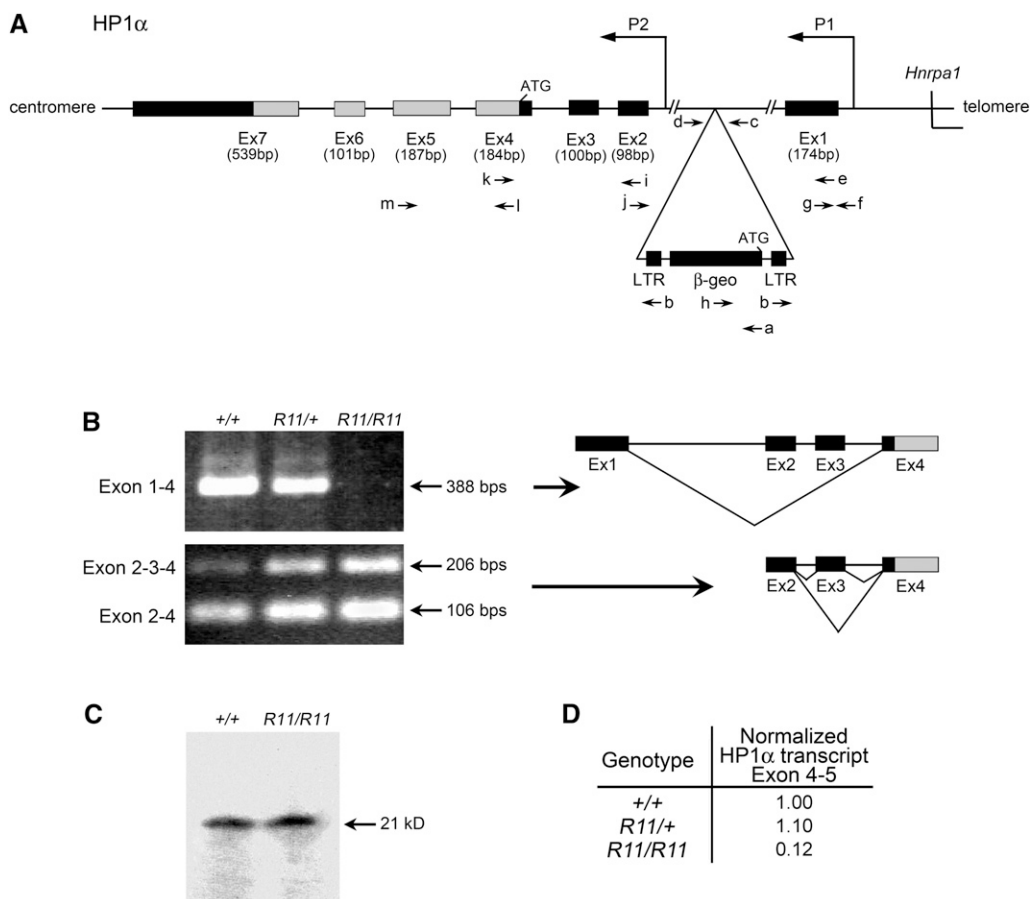 A
HP1α
P2
P1
Hnrpa1
centromere
ATG
d
c
telomere
Ex7
Ex6
Ex5
Ex4
Ex3
Ex2
Ex1
(539bp)
(101bp)
(187bp)
(184bp)
(100bp)
(98bp)
(174bp)
k
i
e
m
l
j
g
f
ATG
LTR
β-geo
LTR
b
h
b
a
B
+/+
R11/+
R11/R11
Exon 1-4
388 bps
Ex1
Ex2
Ex3
Ex4
Exon 2-3-4
206 bps
Exon 2-4
106 bps
Ex2
Ex3
Ex4
C
+/+
R11/R11
21 kD
D
Genotype
Normalized
HP1α transcript
Exon 4-5
+/+
1.00
R11/+
1.10
R11/R11
0.12